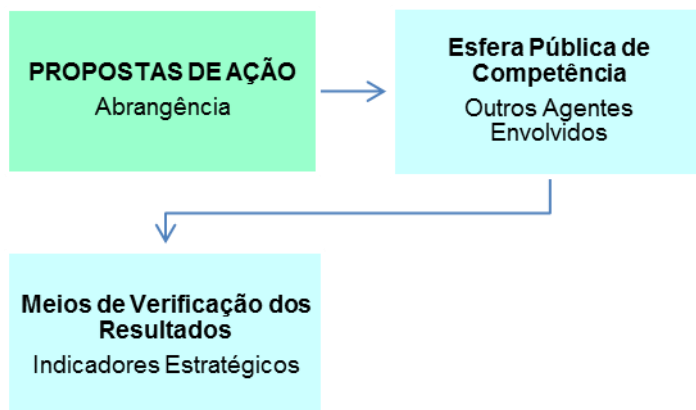 PROPOSTAS DE AÇÃO
Abrangência
Esfera Pública de
Competência
Outros Agentes
Envolvidos
Meios de Verificação dos
Resultados
Indicadores Estratégicos